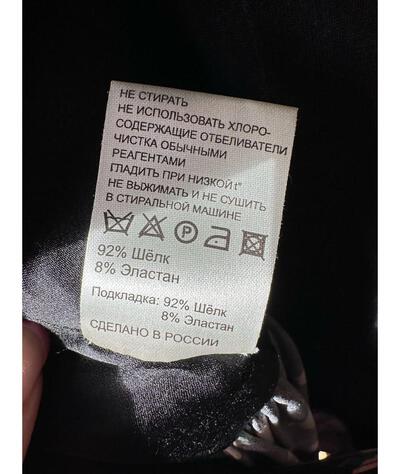 НЕ СТИРАТЬ
НЕ ИСПОЛЬЗОВАТЬ ХЛОРО-
СОДЕРЖАЩИЕ ОТБЕЛИВАТЕЛИ
ЧИСТКА ОБЫЧНЫМИ
РЕАГЕНТАМИ
ГЛАДИТЬ ПРИ НИЗКОЙ t°
НЕ ВЫЖИМАТЬ И НЕ СУШИТЬ
В СТИРАЛЬНОЙ МАШИНЕ
P
92% Шёлк
8% Эластан
Подкладка: 92% Шёлк
8% Эластан
СДЕЛАНО В РОССИИ